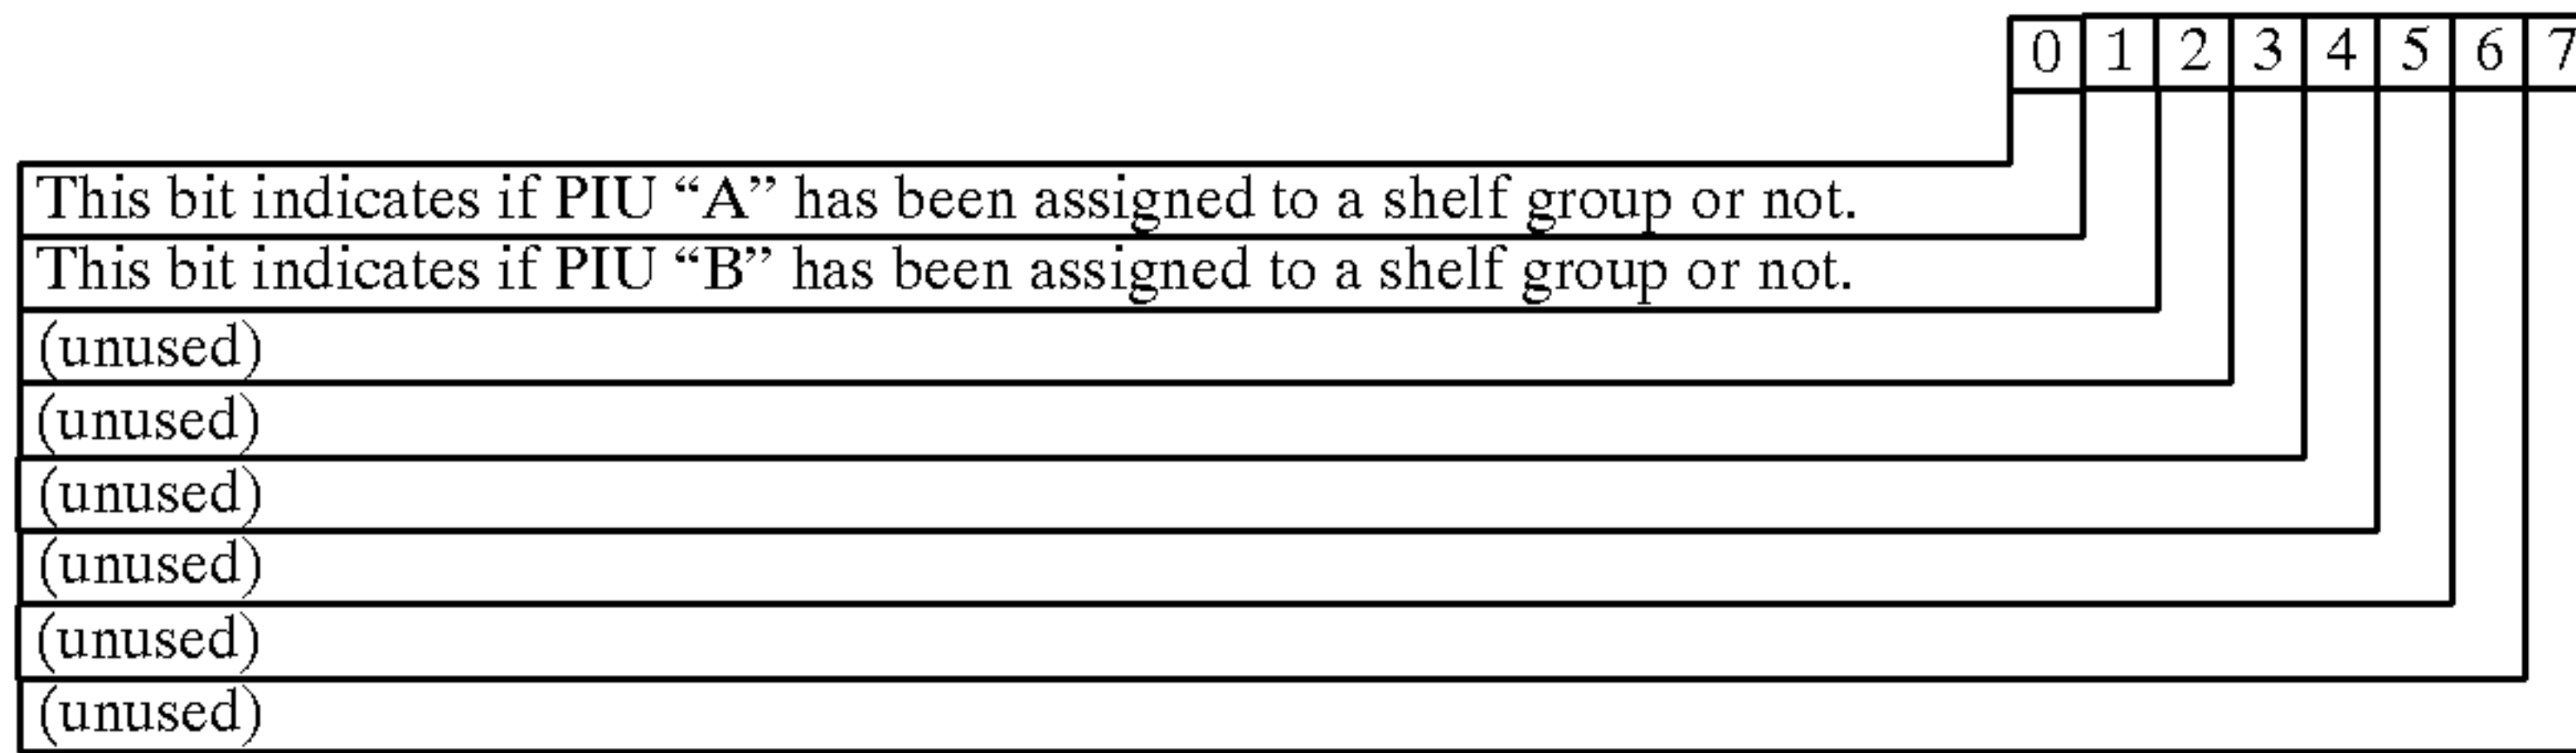 0 1 2 3 4 5 6 7
This bit indicates if PIU “A” has been assigned to a shelf group or not.
This bit indicates if PIU “B” has been assigned to a shelf group or not.
(unused)
(unused)
(unused)
(unused)
(unused)
(unused)